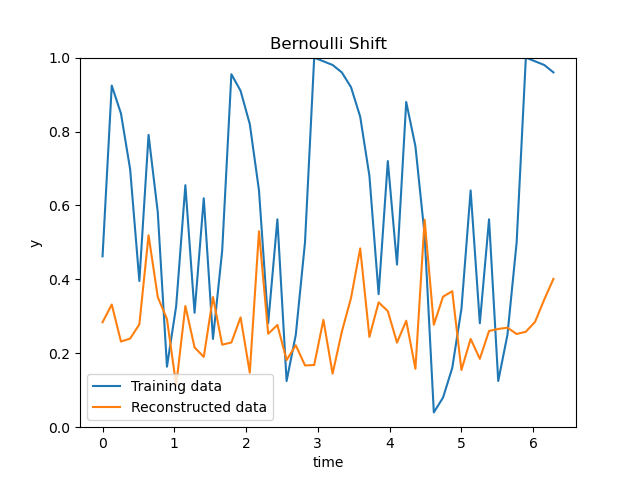 Bernoulli Shift
1.0
0.8
0.6
0.4
0.2
0.0
y
Training data
Reconstructed data
0 1 2 3 4 5 6
time